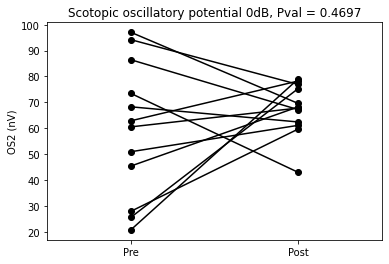 Scotopic oscillatory potential 0dB, Pval = 0.4697
100
90
80
70
60
50
40
30
20
OS2 (nV)
Pre
Post